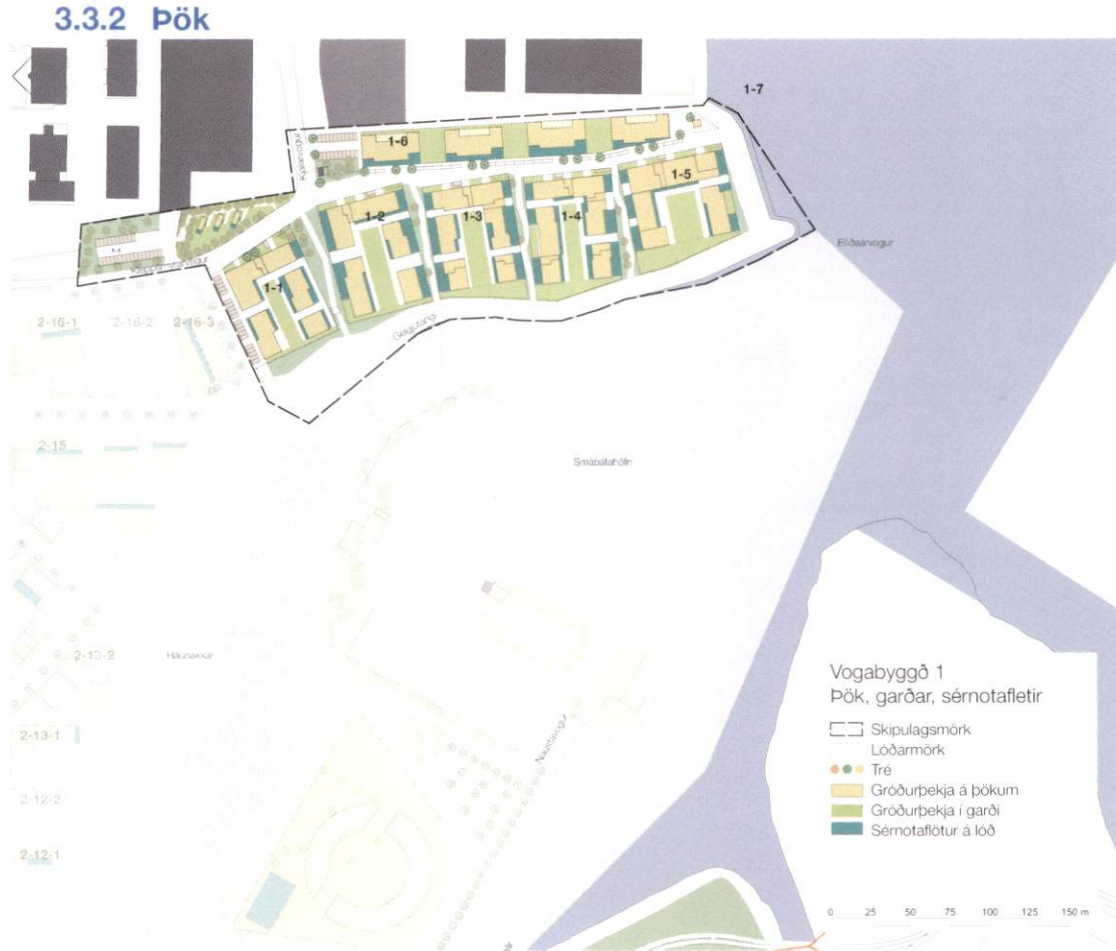 3.3.2 Þök
1-7
1-6
1-5
1-2
1-3
1-4
1-1
Elliðaárvogur
Gelgjutangi
2-16-1
2-16-2
2-16-3
2-15
Smábátahöfn
2-13-2
Háubakkar
Naustavogur
2-13-1
2-12-2
2-12-1
Vogabyggð 1
Þök, garðar, sérnotafletir
Skipulagsmörk
Lóðarmörk
Tré
Gróðurþekja á þökum
Gróðurþekja í garði
Sérnotaflötur á lóð
0 25 50 75 100 125 150 m